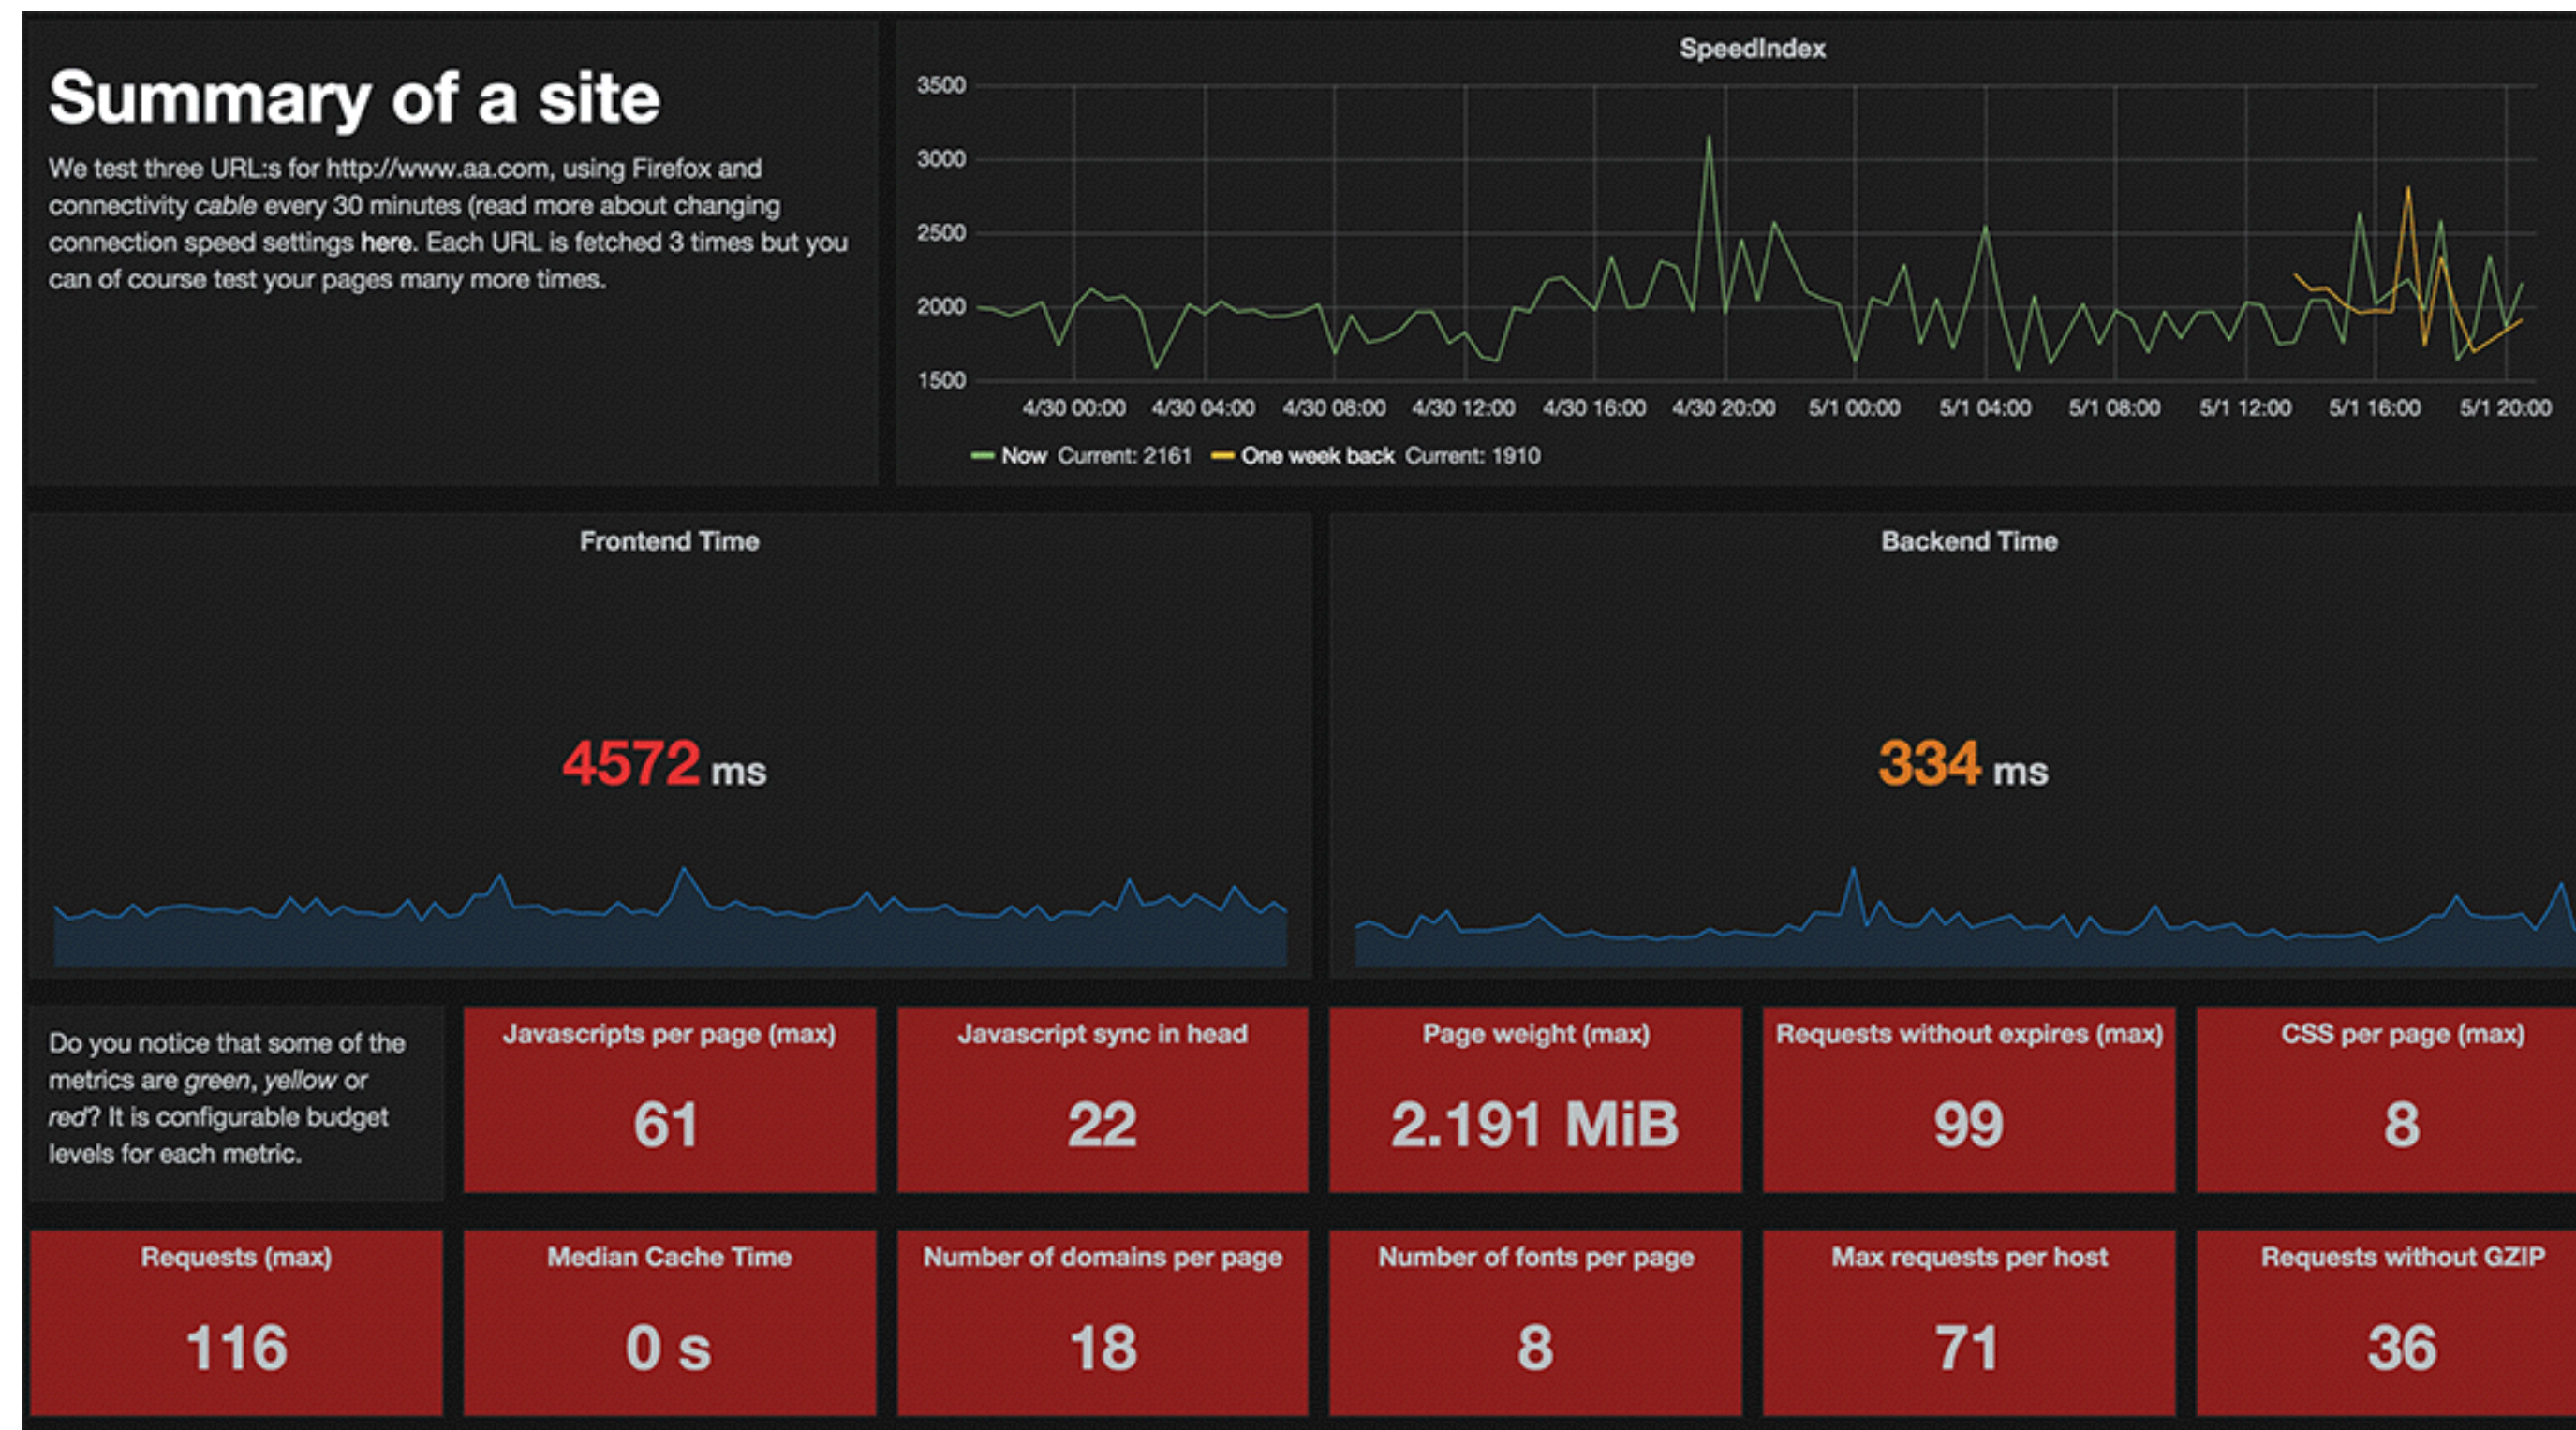 Summary of a site
We test three URL:s for http://www.aa.com, using Firefox and
connectivity cable every 30 minutes (read more about changing
connection speed settings here. Each URL is fetched 3 times but you
can of course test your pages many more times.
SpeedIndex
3500
3000
2500
2000
1500
4/30 00:00 4/30 04:00 4/30 08:00 4/30 12:00 4/30 16:00 4/30 20:00 5/1 00:00 5/1 04:00 5/1 08:00 5/1 12:00 5/1 16:00 5/1 20:00
Now Current: 2161 One week back Current: 1910
Frontend Time
4572 ms
Backend Time
334 ms
Do you notice that some of the
metrics are green, yellow or
red? It is configurable budget
levels for each metric.
Javascripts per page (max)
61
Javascript sync in head
22
Page weight (max)
2.191 MiB
Requests without expires (max)
99
CSS per page (max)
8
Requests (max)
116
Median Cache Time
0 s
Number of domains per page
18
Number of fonts per page
8
Max requests per host
71
Requests without GZIP
36